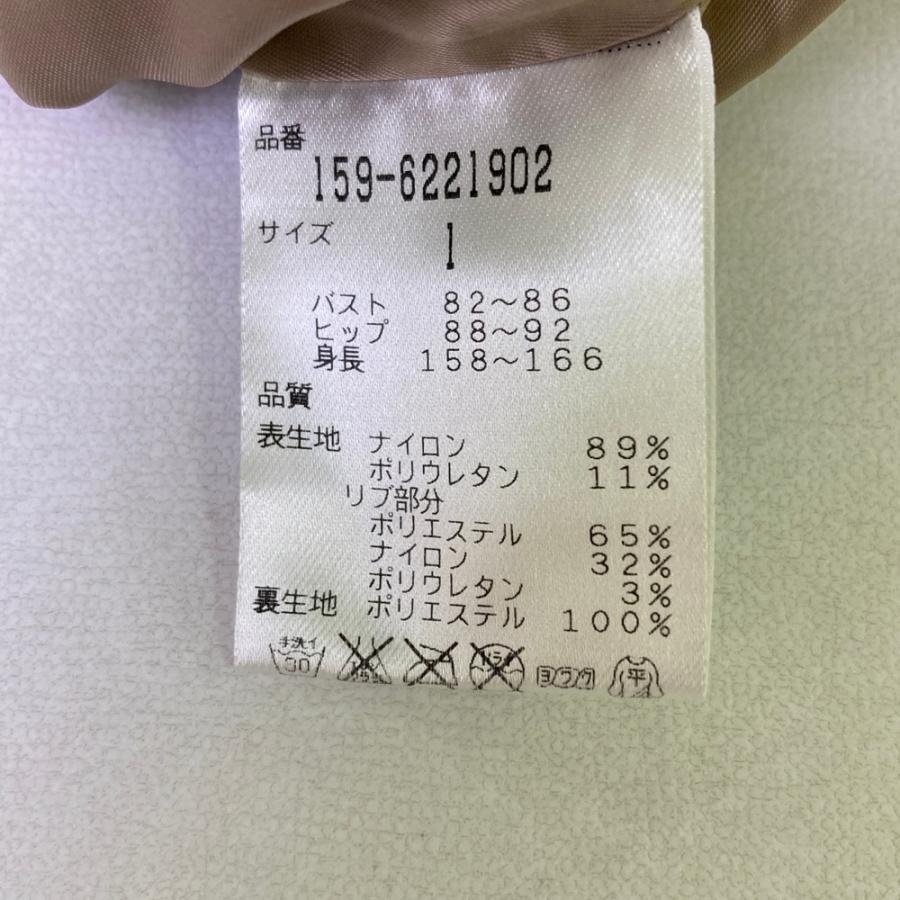 品番
159-6221902
サイズ 1
バスト 82～86
ヒップ 88～92
身長 158～166
品質
表生地 ナイロン 89%
ポリウレタン 11%
リブ部分
ポリエステル 65%
ナイロン 32%
ポリウレタン 3%
裏生地 ポリエステル 100%
手洗イ 30 ヨワク 平